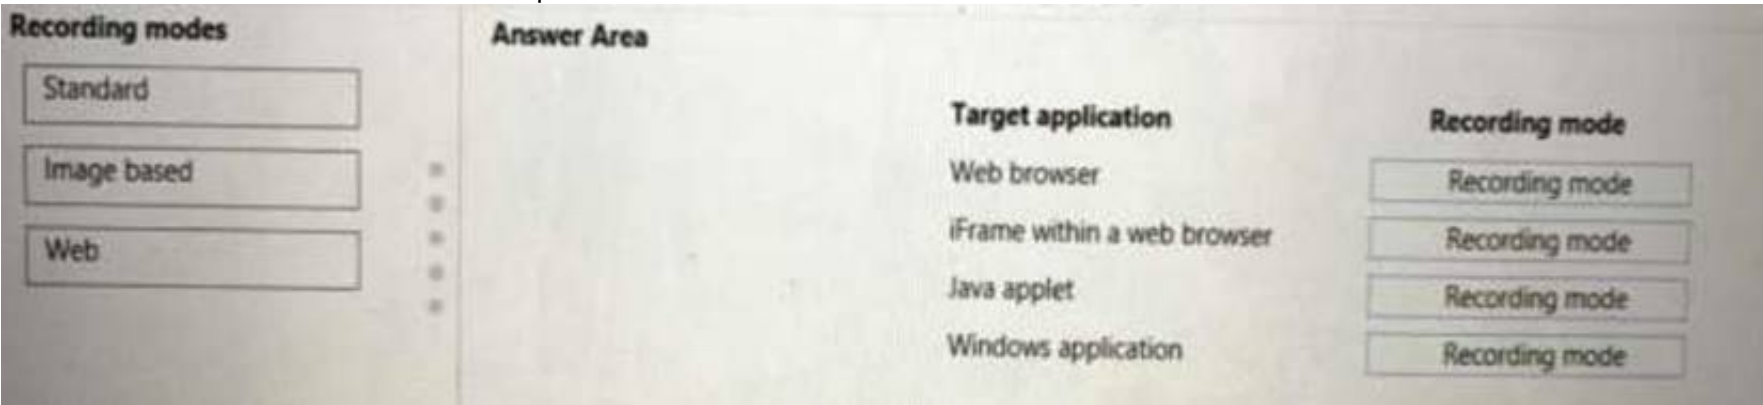 Recording modes
Standard
Image based
Web
Answer Area
Target application Recording mode
Web browser Recording mode
iFrame within a web browser Recording mode
Java applet Recording mode
Windows application Recording mode